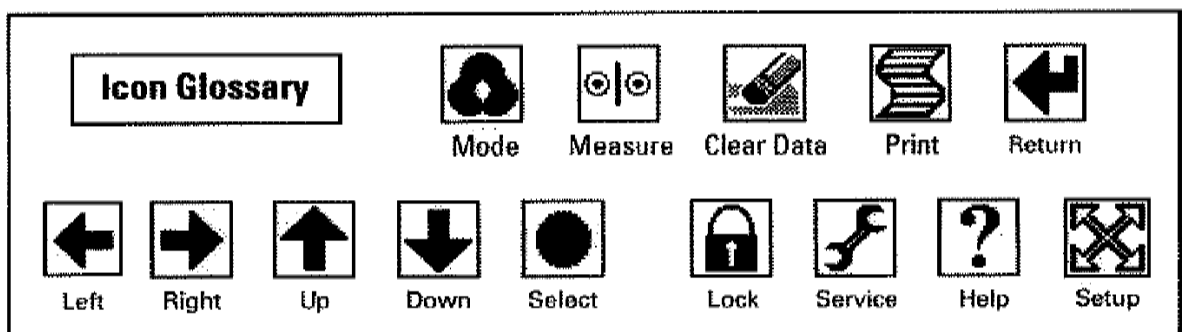 Icon Glossary
Mode Measure Clear Data Print Return
Left Right Up Down Select Lock Service Help Setup